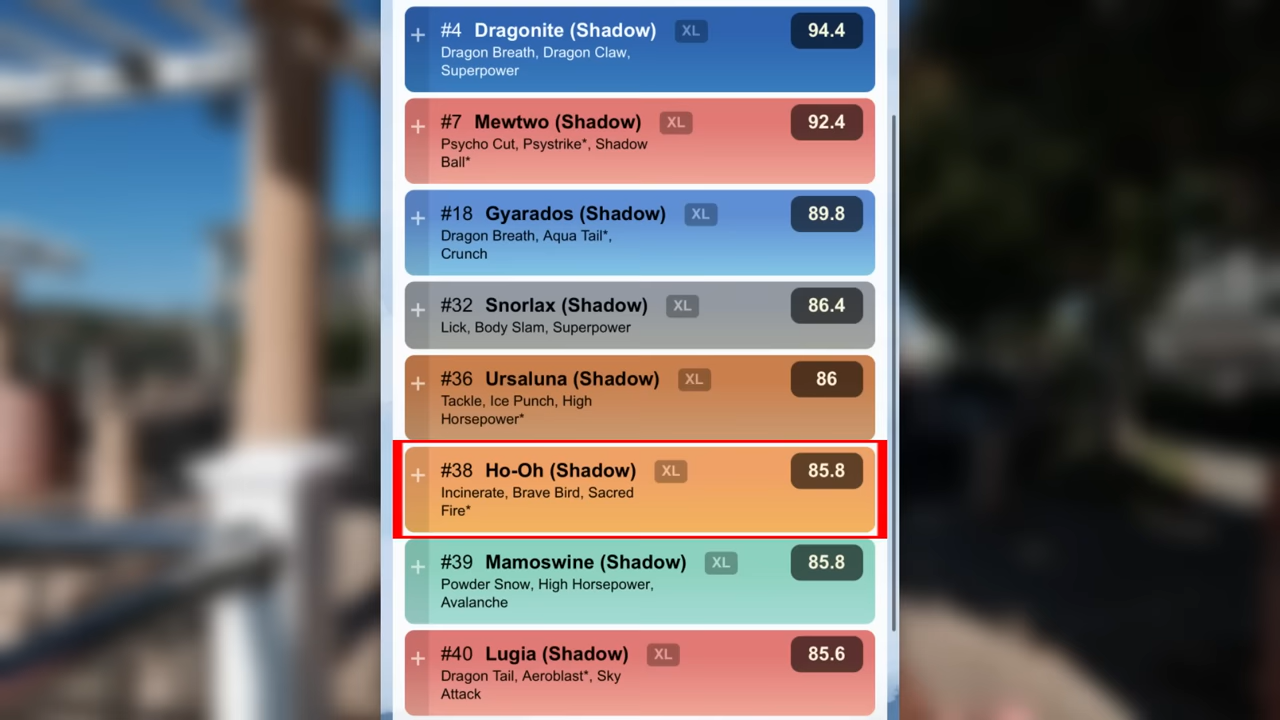 #4 Dragonite (Shadow) XL 94.4
Dragon Breath, Dragon Claw,
Superpower
#7 Mewtwo (Shadow) XL 92.4
Psycho Cut, Psystrike*, Shadow
Ball*
#18 Gyarados (Shadow) XL 89.8
Dragon Breath, Aqua Tail*,
Crunch
#32 Snorlax (Shadow) XL 86.4
Lick, Body Slam, Superpower
#36 Ursaluna (Shadow) XL 86
Tackle, Ice Punch, High
Horsepower*
#38 Ho-Oh (Shadow) XL 85.8
Incinerate, Brave Bird, Sacred
Fire*
#39 Mamoswine (Shadow) XL 85.8
Powder Snow, High Horsepower,
Avalanche
#40 Lugia (Shadow) XL 85.6
Dragon Tail, Aeroblast*, Sky
Attack